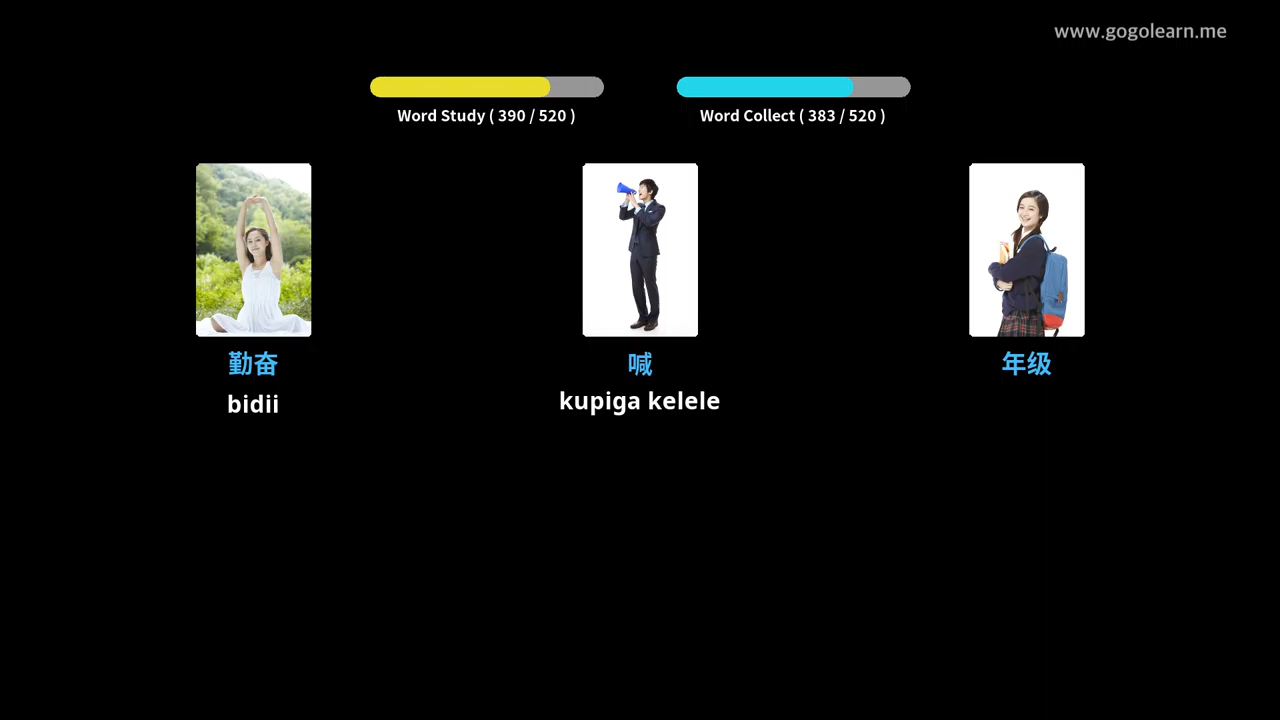 www.gogolearn.me
Word Study ( 390 / 520 )
Word Collect ( 383 / 520 )
勤奋
喊
年级
bidii
kupiga kelele